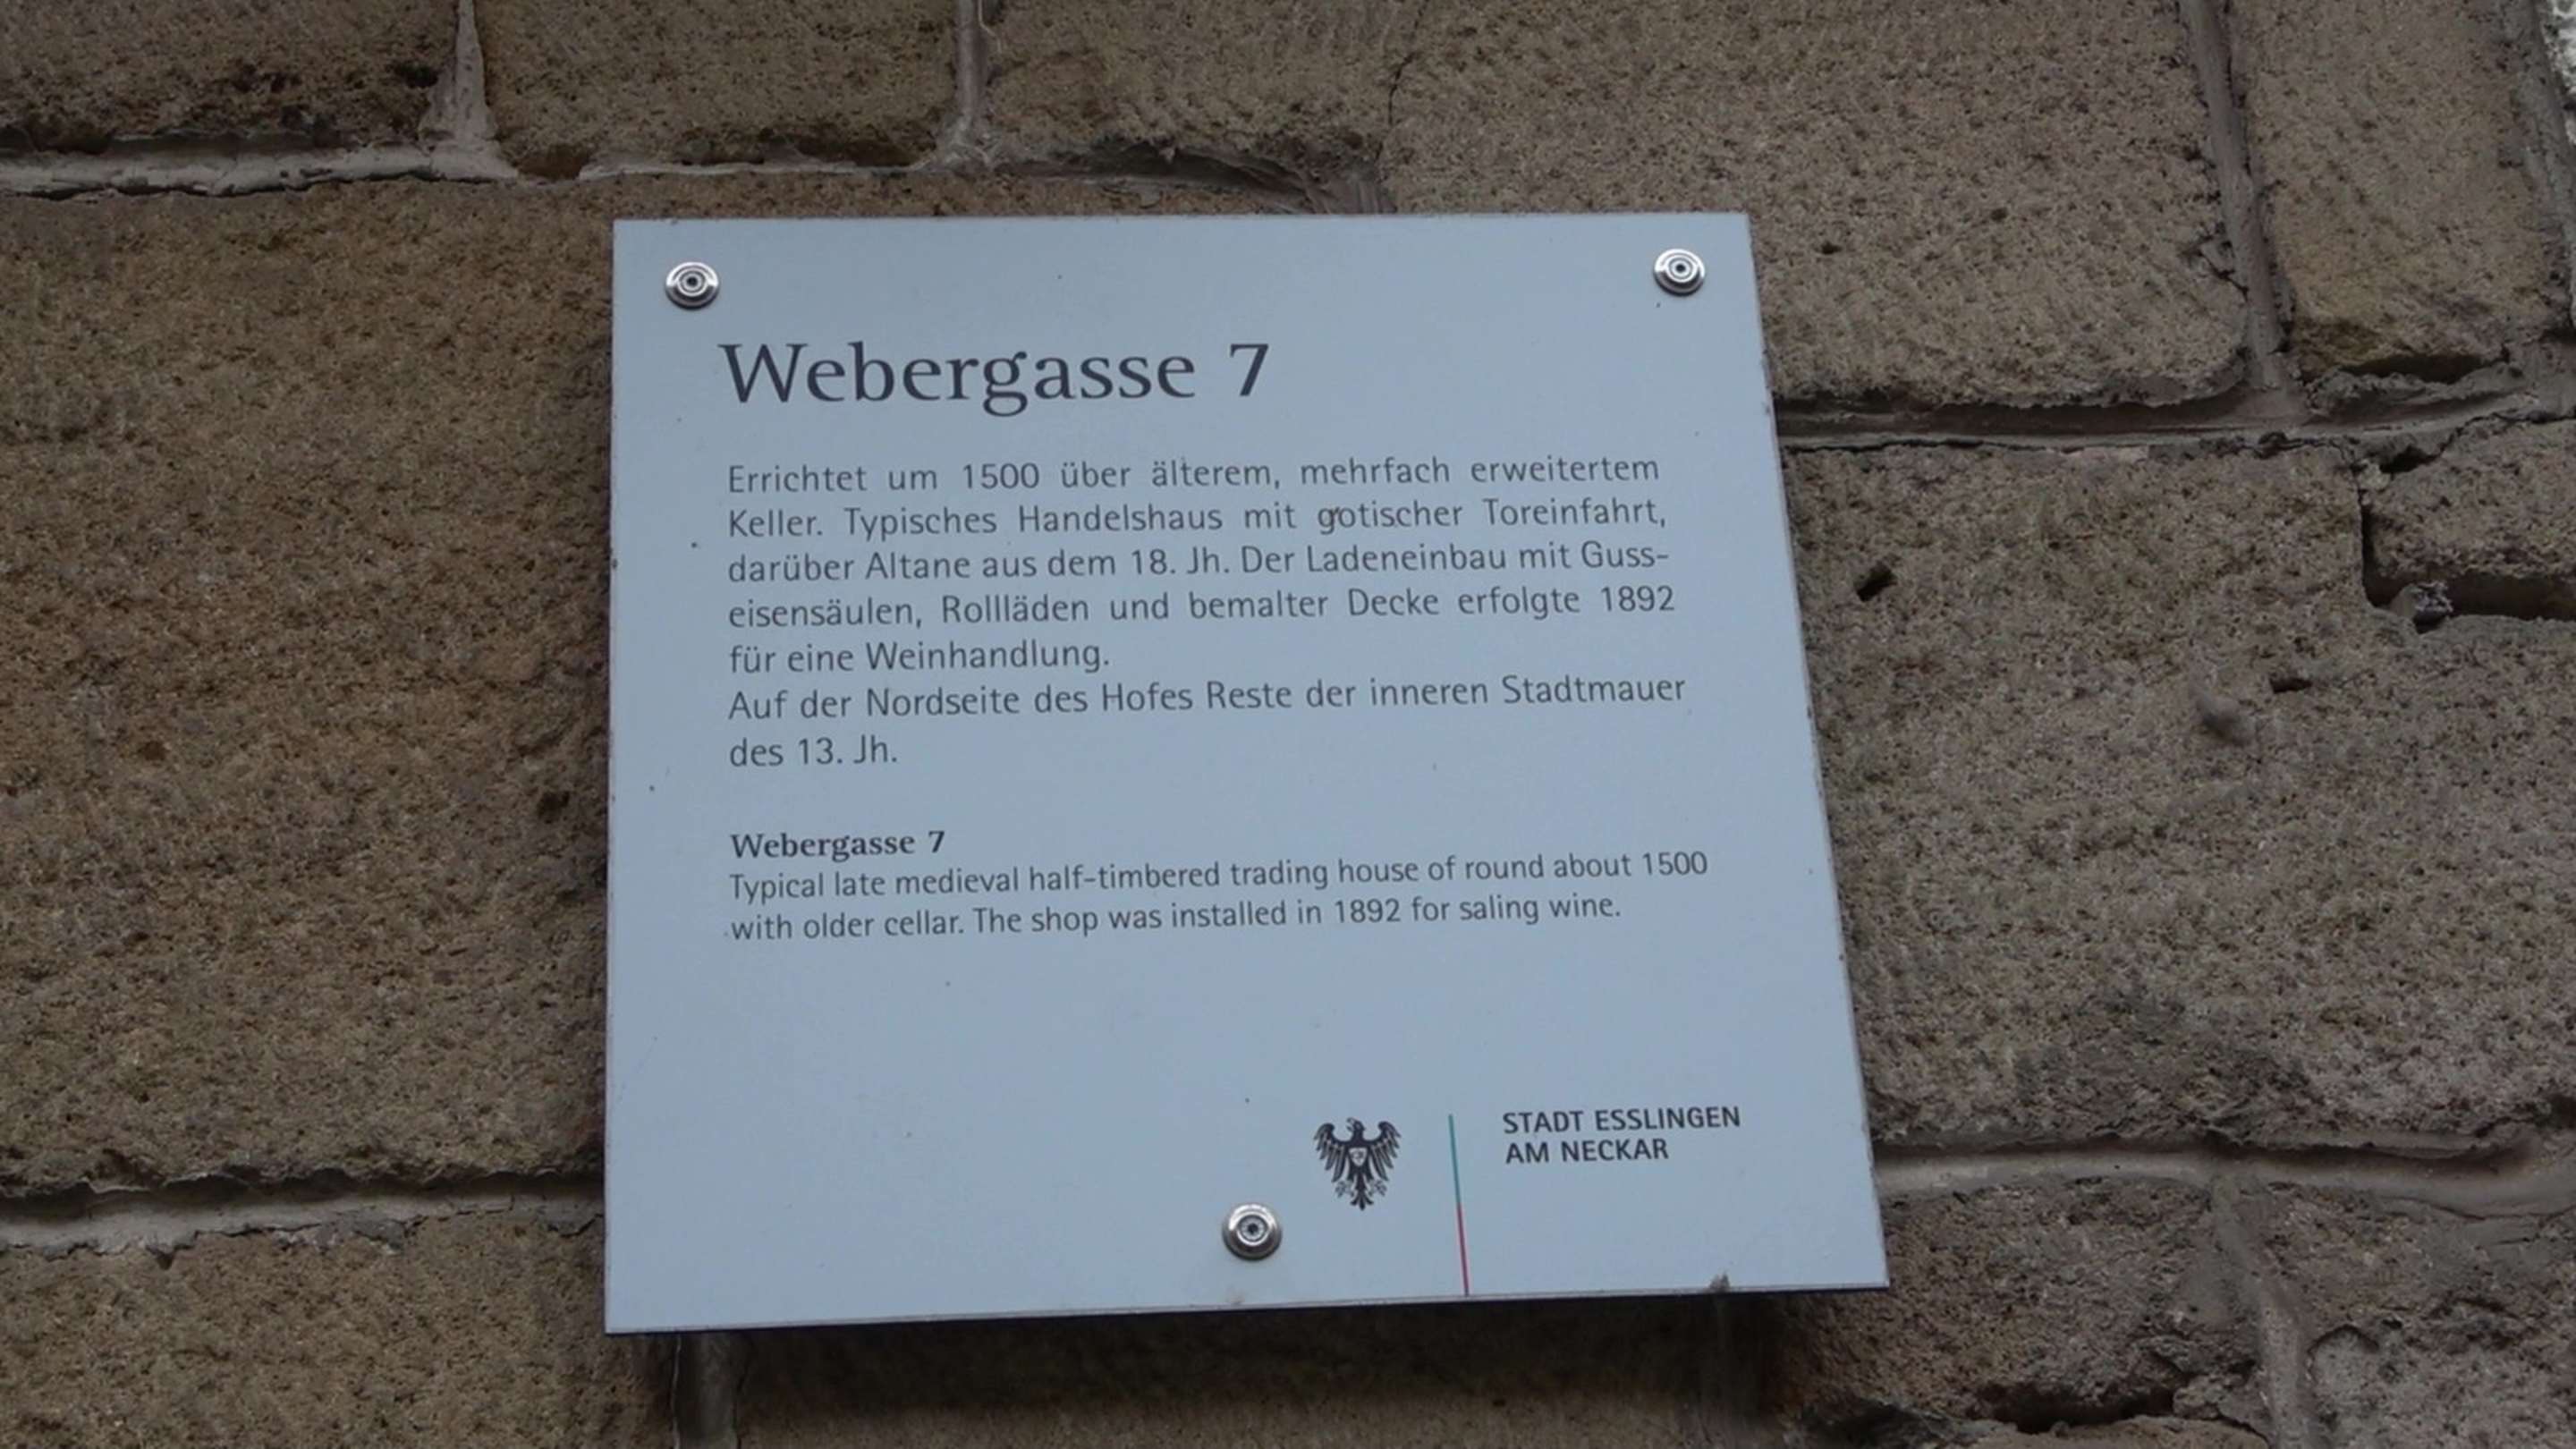 Webergasse 7
Errichtet um 1500 über älterem, mehrfach erweitertem
Keller. Typisches Handelshaus mit gotischer Toreinfahrt,
darüber Altane aus dem 18. Jh. Der Ladeneinbau mit Guss-
eisensäulen, Rollläden und bemalter Decke erfolgte 1892
für eine Weinhandlung.
Auf der Nordseite des Hofes Reste der inneren Stadtmauer
des 13. Jh.
Webergasse 7
Typical late medieval half-timbered trading house of round about 1500
with older cellar. The shop was installed in 1892 for saling wine.
STADT ESSLINGEN
AM NECKAR